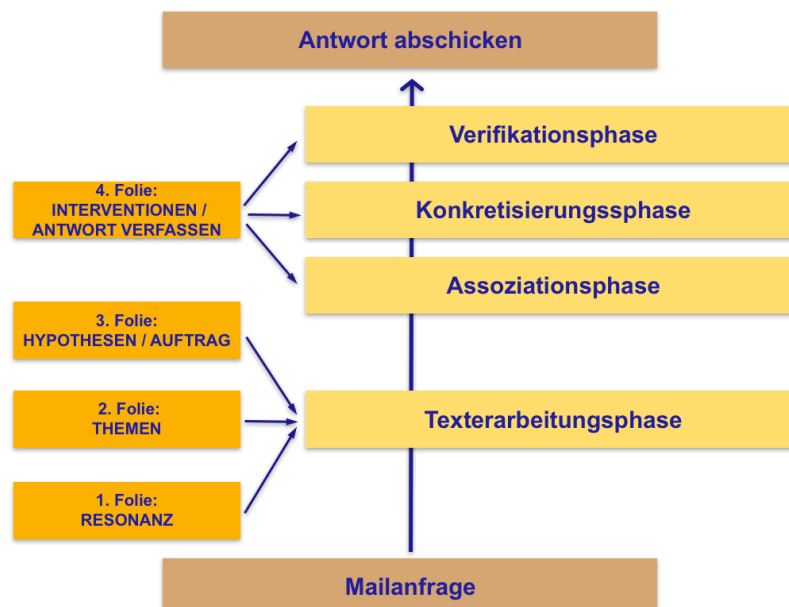 Antwort abschicken
Verifikationsphase
4. Folie:
INTERVENTIONEN /
ANTWORT VERFASSEN
Konkretisierungssphase
Assoziationsphase
3. Folie:
HYPOTHESEN / AUFTRAG
2. Folie:
THEMEN
Texterarbeitungsphase
1. Folie:
RESONANZ
Mailanfrage